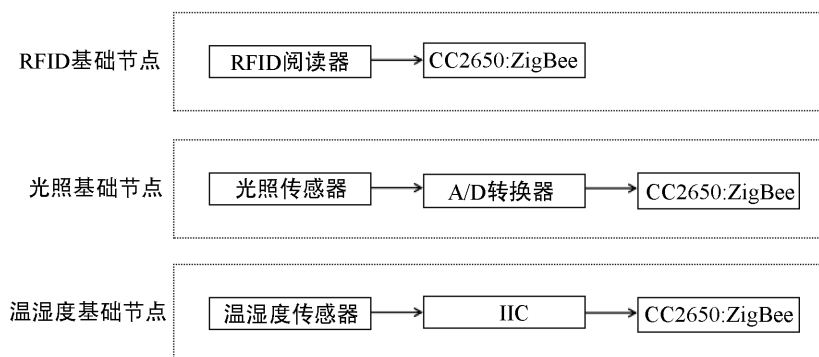 RFID基础节点
RFID阅读器
CC2650:ZigBee
光照基础节点
光照传感器
A/D转换器
CC2650:ZigBee
温湿度基础节点
温湿度传感器
IIC
CC2650:ZigBee